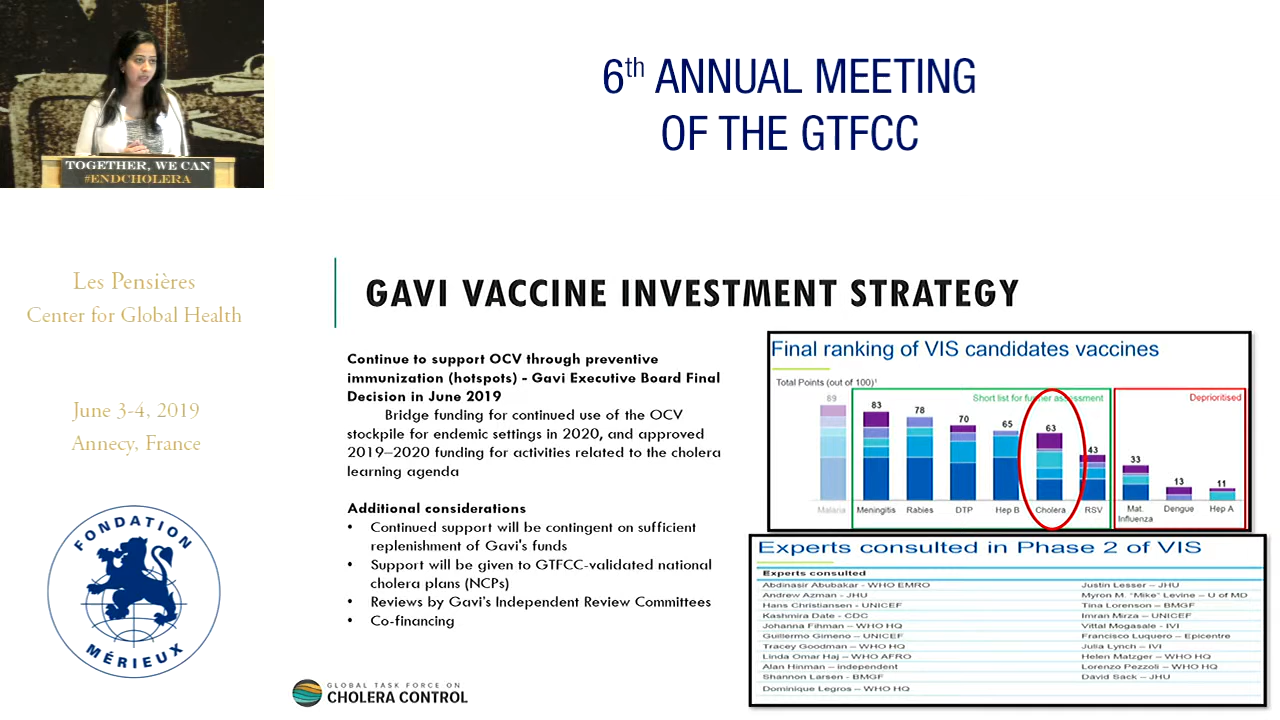 TOGETHER, WE CAN
#ENDCHOLERA
6th ANNUAL MEETING
OF THE GTFCC
Les Pensières
Center for Global Health
June 3-4, 2019
Annecy, France
FONDATION
MÉRIEUX
GAVI VACCINE INVESTMENT STRATEGY
Continue to support OCV through preventive
immunization (hotspots) - Gavi Executive Board Final
Decision in June 2019
Bridge funding for continued use of the OCV
stockpile for endemic settings in 2020, and approved
2019–2020 funding for activities related to the cholera
learning agenda
Additional considerations
• Continued support will be contingent on sufficient
replenishment of Gavi's funds
• Support will be given to GTFCC-validated national
cholera plans (NCPs)
• Reviews by Gavi's Independent Review Committees
• Co-financing
GLOBAL TASK FORCE ON
CHOLERA CONTROL
Final ranking of VIS candidates vaccines
Total Points (out of 100)1
Short list for further assessment
Deprioritised
89 83 78 70 65 63 43 33 13 11
Malaria Meningitis Rabies DTP Hep B Cholera RSV Mat. Influenza Dengue Hep A
Experts consulted in Phase 2 of VIS
Experts consulted
Abdinasir Abubakar - WHO EMRO
Andrew Azman - JHU
Hans Christiansen - UNICEF
Kashmira Date - CDC
Johanna Fihman – WHO HQ
Guillermo Gimeno – UNICEF
Tracey Goodman – WHO HQ
Linda Omar Haj – WHO AFRO
Alan Hinman – independent
Shannon Larsen - BMGF
Dominique Legros – WHO HQ
Justin Lesser – JHU
Myron M. "Mike" Levine – U of MD
Tina Lorenson – BMGF
Imran Mirza – UNICEF
Vittal Mogasale - IVI
Francisco Luquero – Epicentre
Julia Lynch – IVI
Helen Matzger – WHO HQ
Lorenzo Pezzoli – WHO HQ
David Sack – JHU